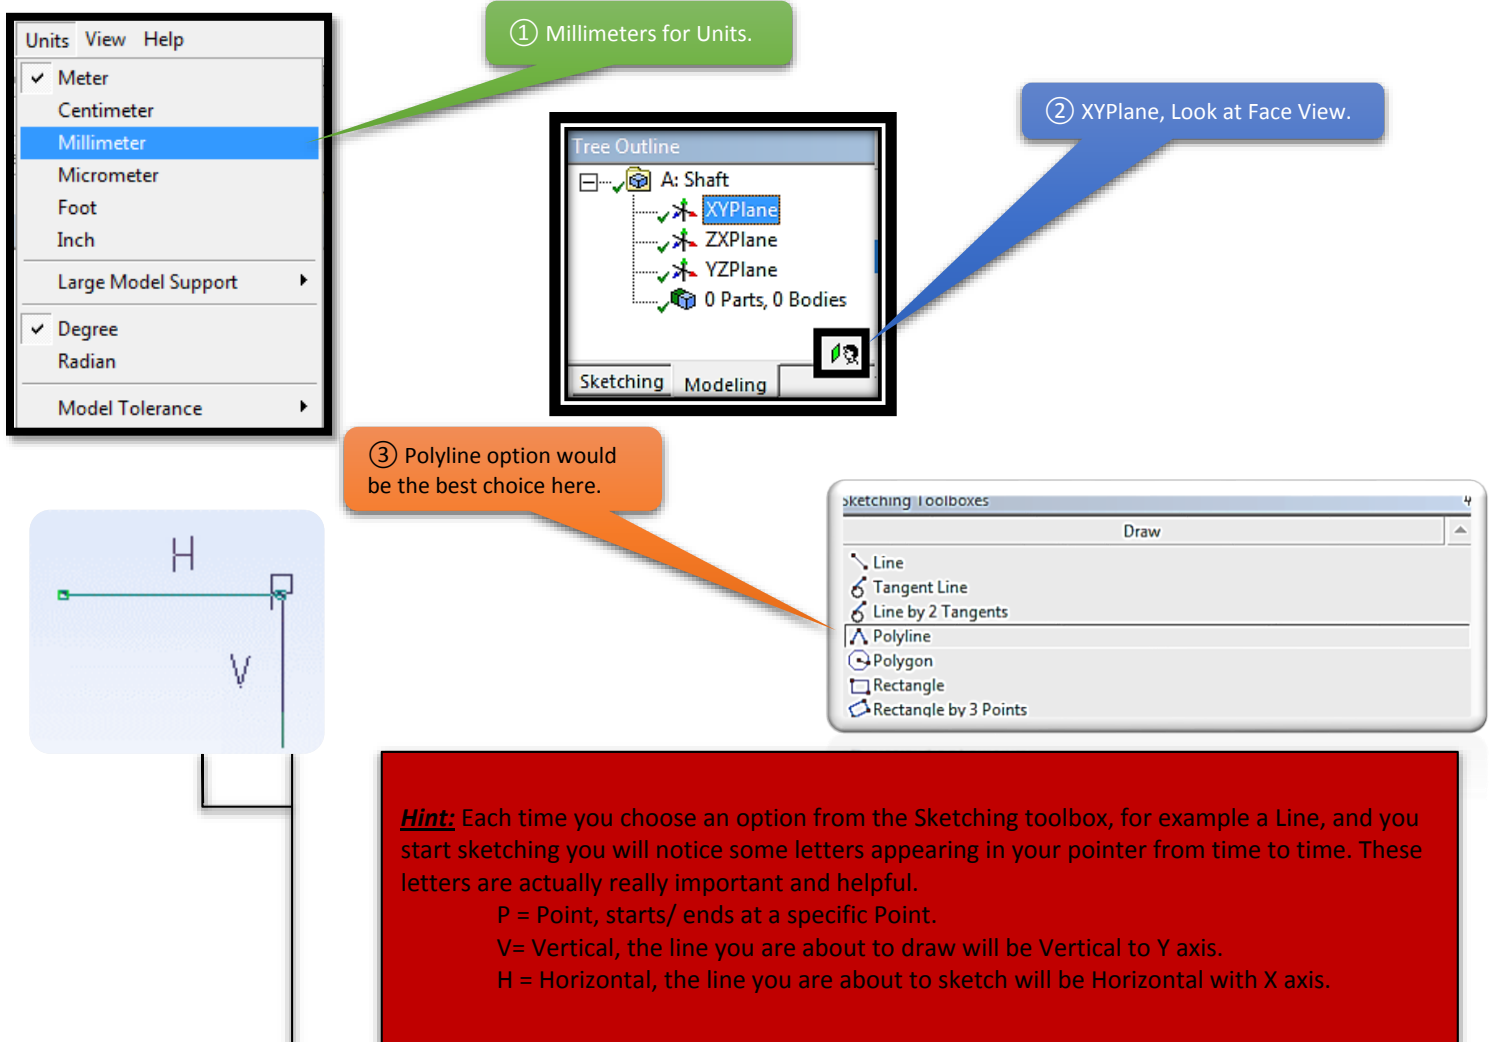 Units View Help
Meter
Centimeter
Millimeter
Micrometer
Foot
Inch
Large Model Support
Degree
Radian
Model Tolerance
① Millimeters for Units.
② XYPlane, Look at Face View.
Tree Outline
A: Shaft
XYPlane
ZXPlane
YZPlane
0 Parts, 0 Bodies
Sketching Modeling
③ Polyline option would
be the best choice here.
H
P
V
Sketching Toolboxes
Draw
Line
Tangent Line
Line by 2 Tangents
Polyline
Polygon
Rectangle
Rectangle by 3 Points
Hint: Each time you choose an option from the Sketching toolbox, for example a Line, and you
start sketching you will notice some letters appearing in your pointer from time to time. These
letters are actually really important and helpful.
P = Point, starts/ ends at a specific Point.
V= Vertical, the line you are about to draw will be Vertical to Y axis.
H = Horizontal, the line you are about to sketch will be Horizontal with X axis.